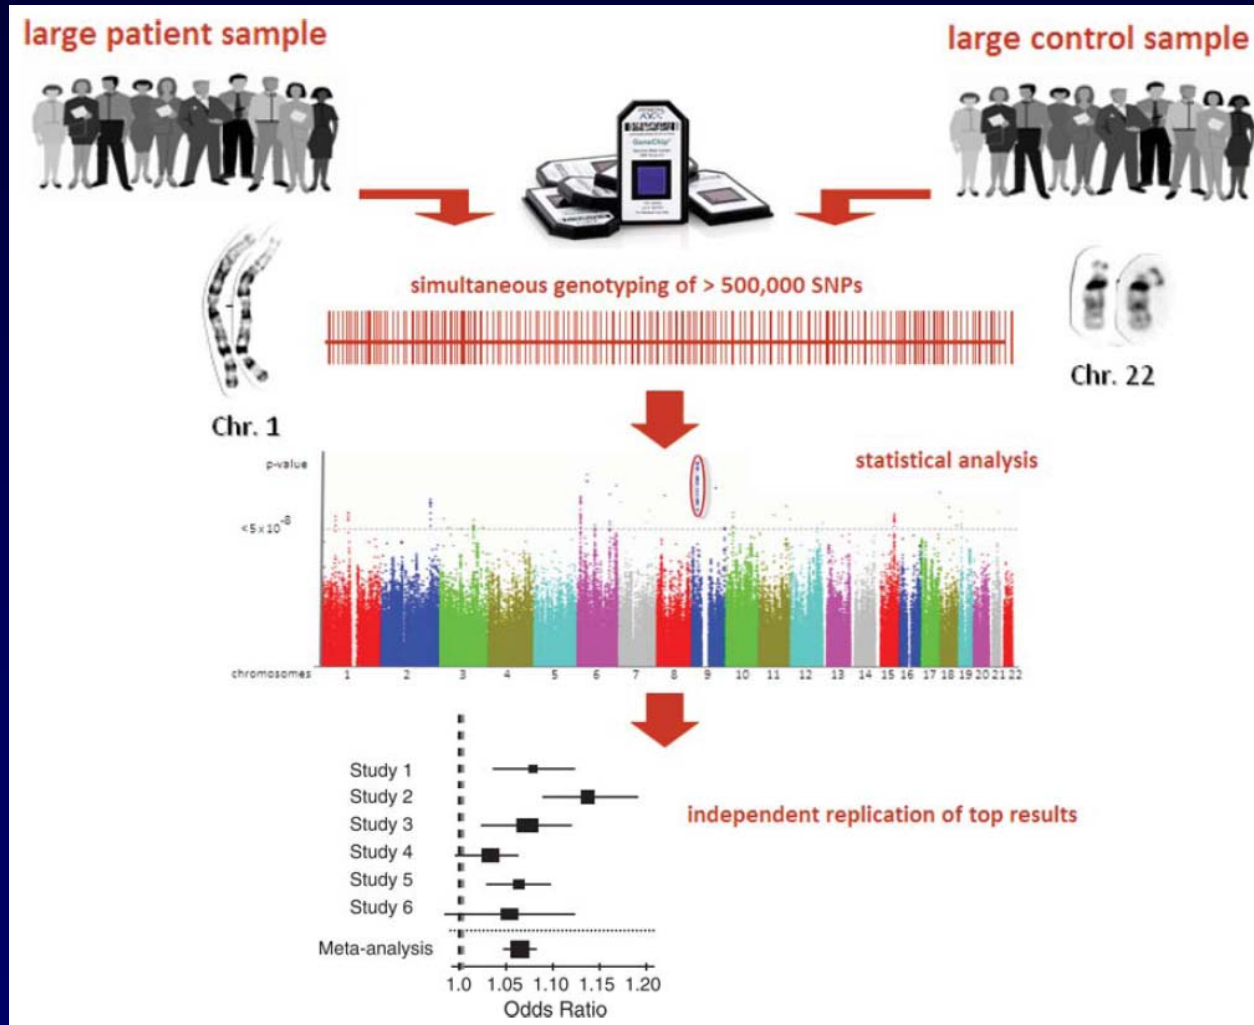 large patient sample
large control sample
GeneChip
simultaneous genotyping of > 500,000 SNPs
Chr. 1
Chr. 22
p-value
statistical analysis
<5x10-8
chromosomes 1 2 3 4 5 6 7 8 9 10 11 12 13 14 15 16 17 18 19 20 21 22
Study 1
Study 2
independent replication of top results
Study 3
Study 4
Study 5
Study 6
Meta-analysis
1.0 1.05 1.10 1.15 1.20
Odds Ratio